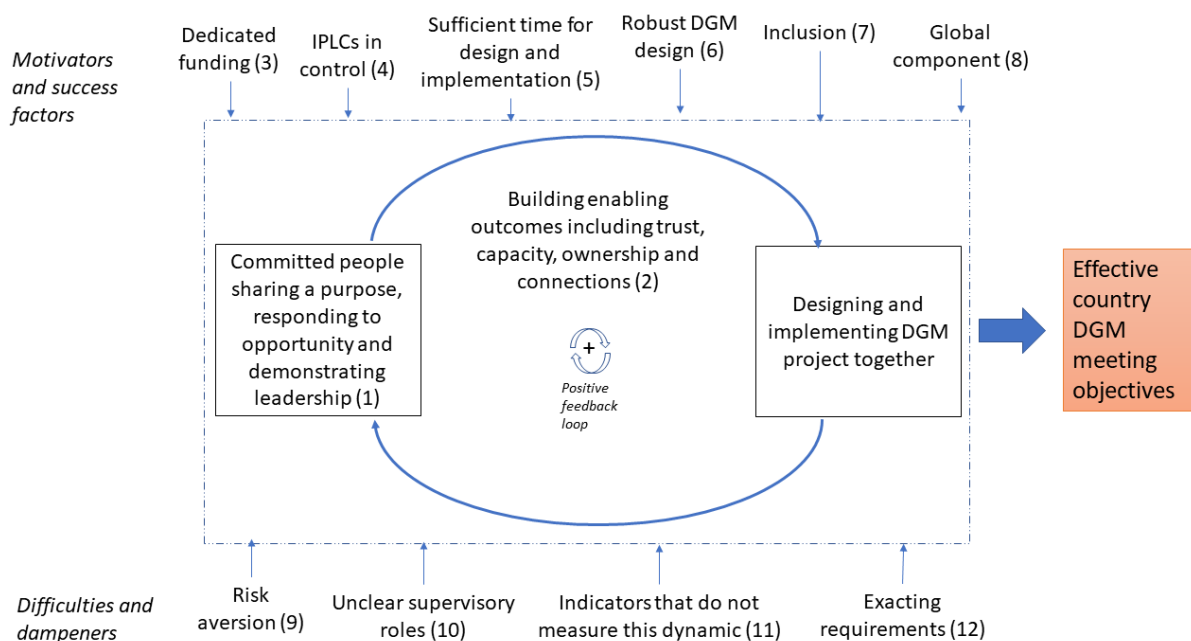 Motivators
and success
factors
Dedicated
funding (3)
IPLCs in
control (4)
Sufficient time for
design and
implementation (5)
Robust DGM
design (6)
Inclusion (7)
Global
component (8)
Building enabling
outcomes including trust,
capacity, ownership and
connections (2)
Committed people
sharing a purpose,
responding to
opportunity and
demonstrating
leadership (1)
+
Positive
feedback
loop
Designing and
implementing DGM
project together
Effective
country
DGM
meeting
objectives
Difficulties and
dampeners
Risk
aversion (9)
Unclear supervisory
roles (10)
Indicators that do not
measure this dynamic (11)
Exacting
requirements (12)